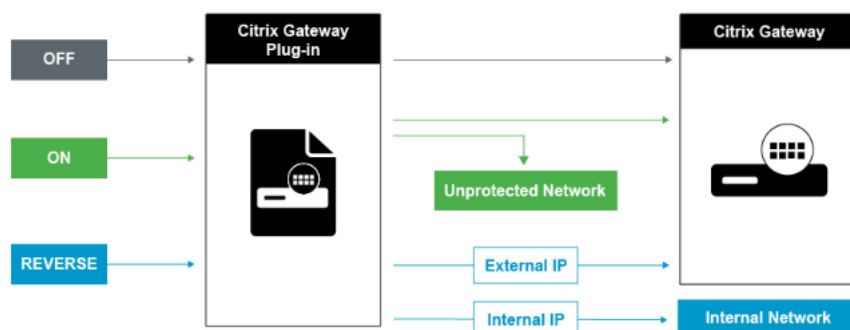 Citrix Gateway
Plug-in
Citrix Gateway
OFF
ON
Unprotected Network
REVERSE
External IP
Internal IP
Internal Network